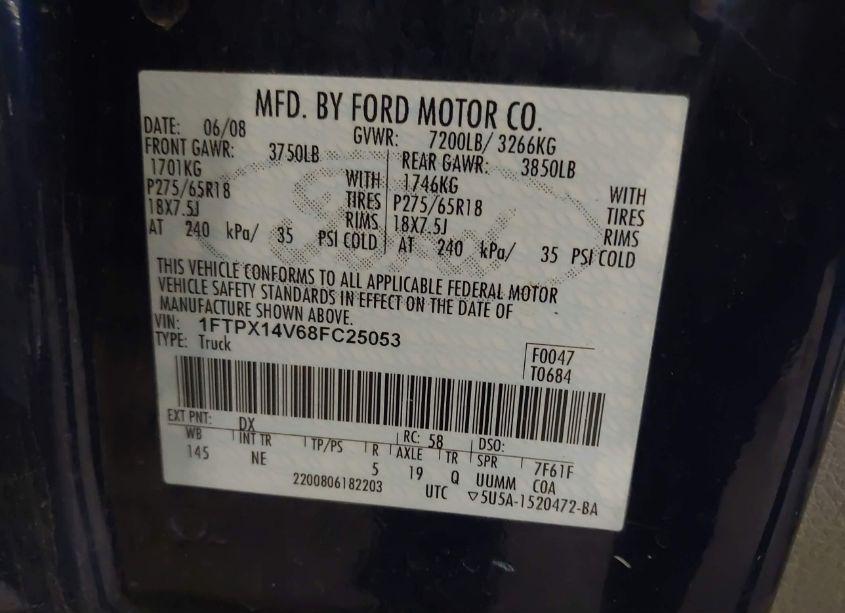 MFD. BY FORD MOTOR CO.
DATE: 06/08 GVWR: 7200LB/ 3266KG
FRONT GAWR: 3750LB REAR GAWR: 3850LB
1701KG WITH 1746KG WITH
P275/65R18 TIRES P275/65R18 TIRES
18X7.5J RIMS 18X7.5J RIMS
AT 240 kPa/ 35 PSI COLD AT 240 kPa/ 35 PSI COLD
THIS VEHICLE CONFORMS TO ALL APPLICABLE FEDERAL MOTOR
VEHICLE SAFETY STANDARDS IN EFFECT ON THE DATE OF
MANUFACTURE SHOWN ABOVE.
VIN: 1FTPX14V68FC25053
TYPE: Truck
F0047
T0684
EXT PNT: DX RC: 58 DSO:
WB INT TR TP/PS R AXLE TR SPR 7F61F
145 NE 5 19 Q UUMM COA
2200806182203 UTC ▽5U5A-1520472-BA